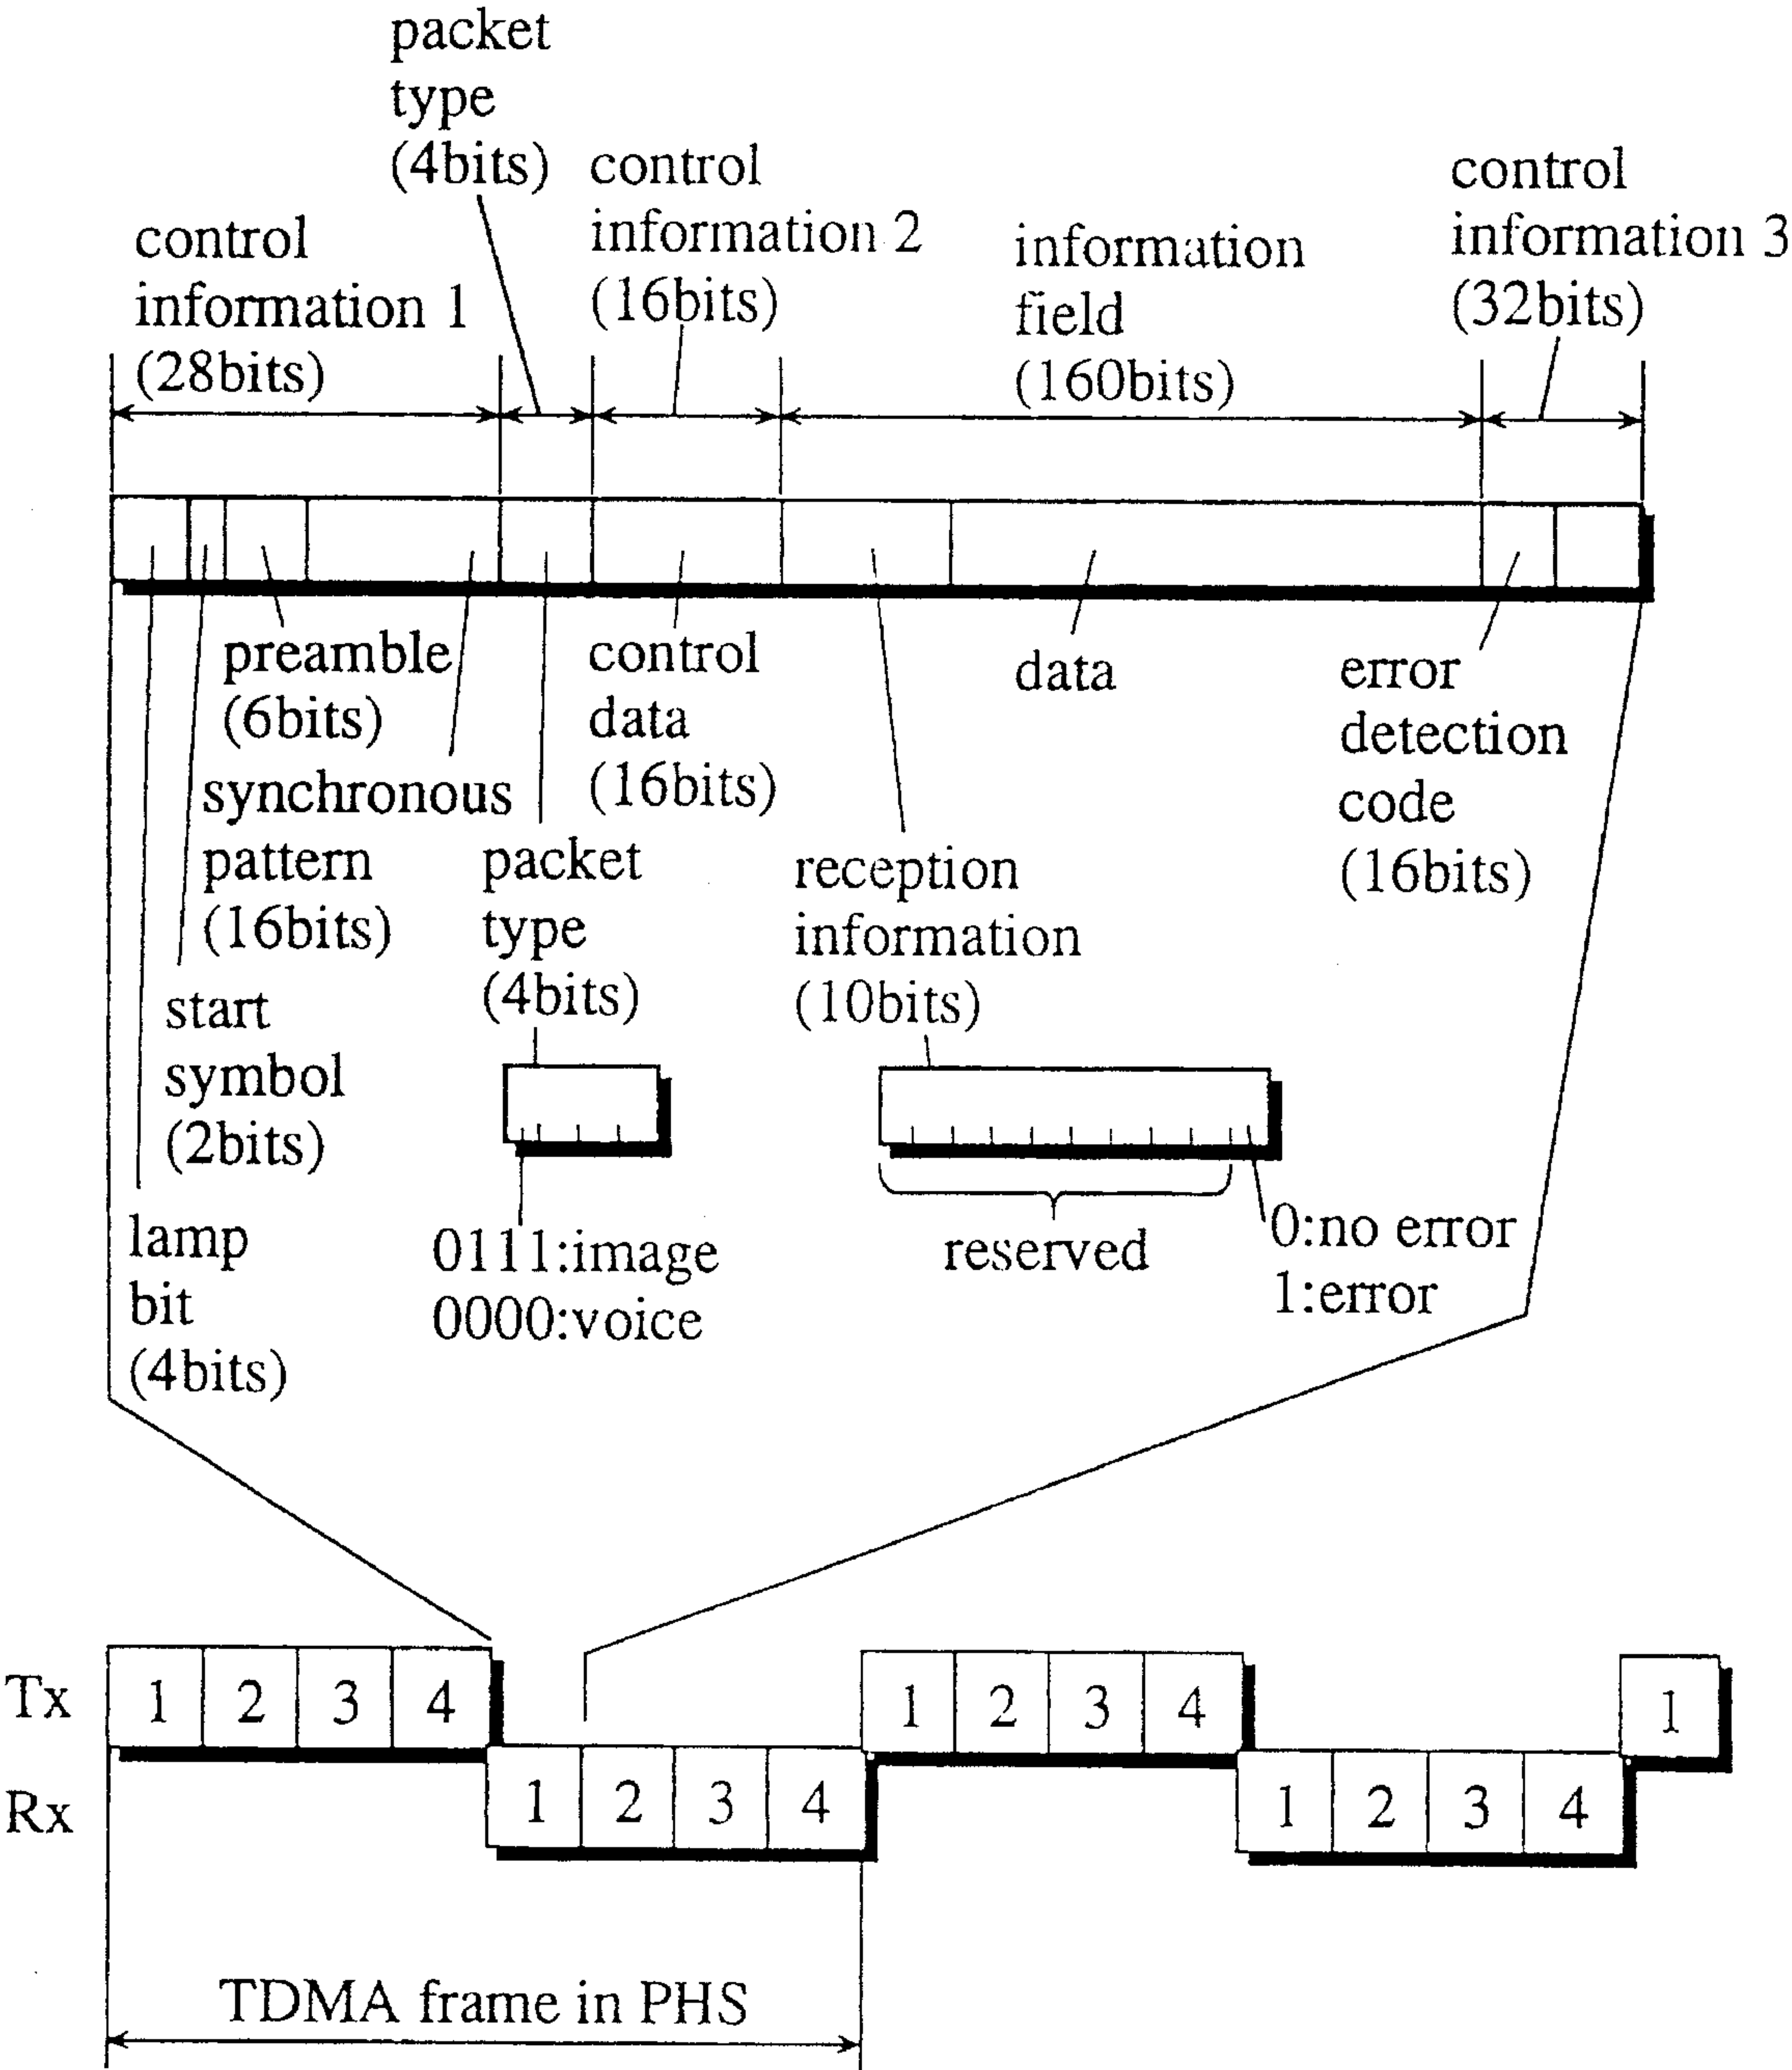 packet
type
(4bits)
control
information 2
(16bits)
control
information 3
(32bits)
control
information 1
(28bits)
information
field
(160bits)
preamble
(6bits)
control
data
(16bits)
data
error
detection
code
(16bits)
synchronous
pattern
(16bits)
packet
type
(4bits)
reception
information
(10bits)
start
symbol
(2bits)
lamp
bit
(4bits)
0111:image
0000:voice
reserved
0:no error
1:error
Tx
1 2 3 4
1 2 3 4
1
Rx
1 2 3 4
1 2 3 4
TDMA frame in PHS